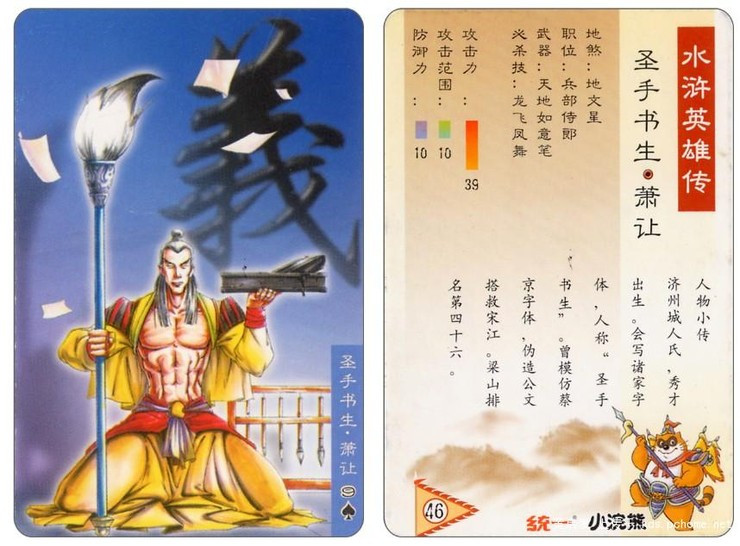 義
圣手书生·萧让
水浒英雄传
圣手书生·萧让
地煞：地文星
职位：兵部侍郎
武器：天地如意笔
必杀技：龙飞凤舞
攻击力：
39
攻击范围：
10
防御力：
10
人物小传
济州城人氏，秀才
出生。会写诸家字
体，人称“圣手
书生”。曾模仿蔡
京字体，伪造公文
搭救宋江。梁山排
名第四十六。
46
统一
小浣熊